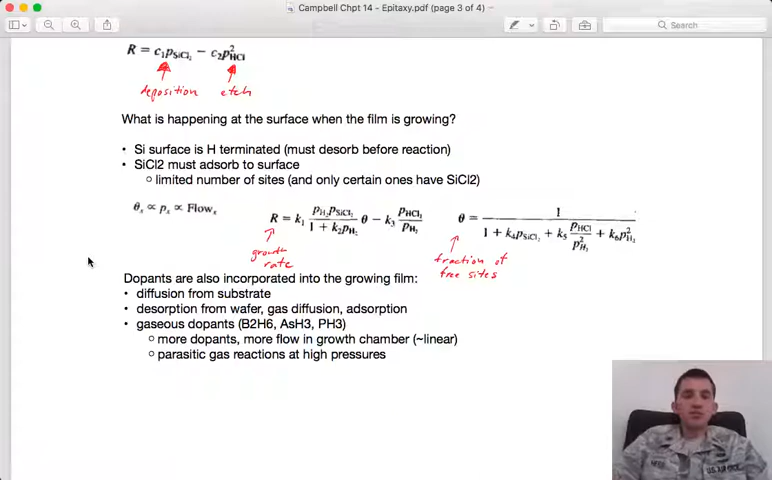 Campbell Chpt 14 - Epitaxy.pdf (page 3 of 4)
Search
R = c₁pSiCl₂ − c₂p²HCl
deposition etch
What is happening at the surface when the film is growing?
• Si surface is H terminated (must desorb before reaction)
• SiCl2 must adsorb to surface
○ limited number of sites (and only certain ones have SiCl2)
θₓ ∝ pₓ ∝ Flowₓ
R = k₁ pH₂pSiCl₂ / 1 + k₂pH₂ θ − k₃ pHCl / pH₂
θ = 1 / 1 + k₄pSiCl₂ + k₅ pHCl / p²H₂ + k₆p²H₂
growth
rate
fraction of
free sites
Dopants are also incorporated into the growing film:
• diffusion from substrate
• desorption from wafer, gas diffusion, adsorption
• gaseous dopants (B2H6, AsH3, PH3)
○ more dopants, more flow in growth chamber (~linear)
○ parasitic gas reactions at high pressures
U.S. AIR FORCE